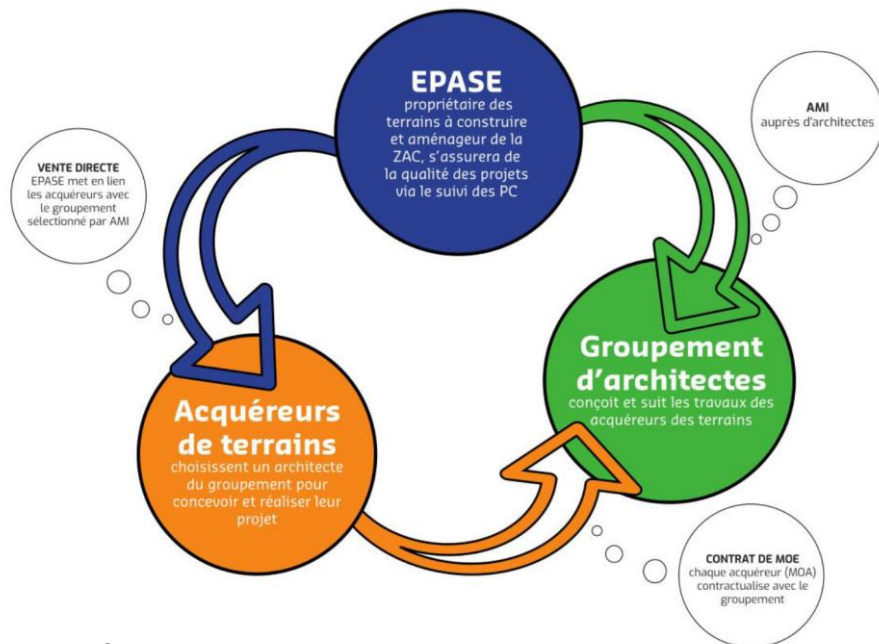 EPASE
propriétaire des
terrains à construire
et aménageur de la
ZAC, s'assurera de
la qualité des projets
via le suivi des PC
AMI
auprès d'architectes
VENTE DIRECTE
EPASE met en lien
les acquéreurs avec
le groupement
sélectionné par AMI
Groupement
d'architectes
conçoit et suit les travaux des
acquéreurs des terrains
Acquéreurs
de terrains
choisissent un architecte
du groupement pour
concevoir et réaliser leur
projet
CONTRAT DE MOE
chaque acquéreur (MOA)
contractualise avec le
groupement